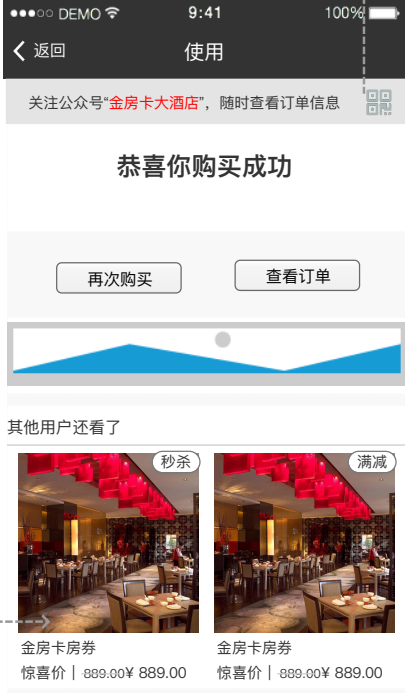 DEMO 9:41 100%
返回 使用
关注公众号“金房卡大酒店”，随时查看订单信息
恭喜你购买成功
再次购买 查看订单
其他用户还看了
秒杀 满减
金房卡房券 金房卡房券
惊喜价｜889.00¥ 889.00 惊喜价｜889.00¥ 889.00